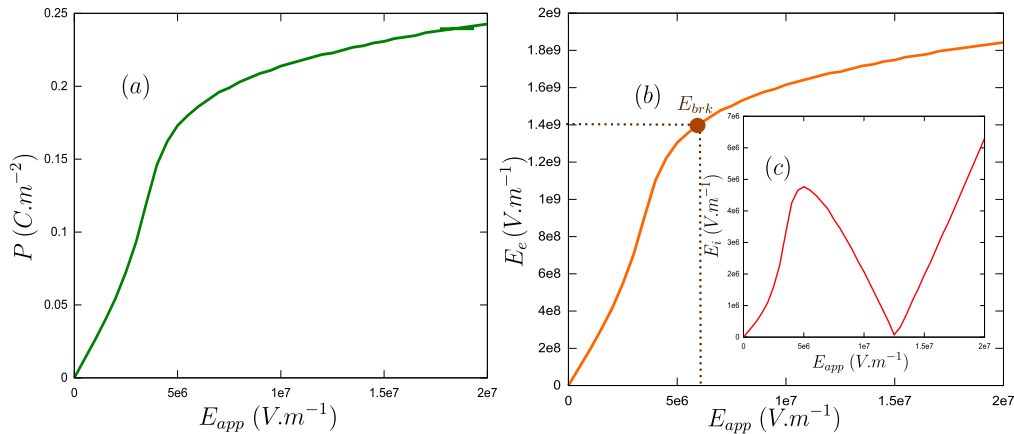 0.25
0.2
0.15
0.1
0.05
0
0
5e6
1e7
1.5e7
2e7
P (C.m⁻²)
E_app (V.m⁻¹)
(a)
2e9
1.8e9
1.6e9
1.4e9
1.2e9
1e9
8e8
6e8
4e8
2e8
0
0
5e6
1e7
1.5e7
2e7
E_e (V.m⁻¹)
E_app (V.m⁻¹)
(b)
E_brk
7e6
6e6
5e6
4e6
3e6
2e6
1e6
0
0
5e6
1e7
1.5e7
2e7
E_i (V.m⁻¹)
E_app (V.m⁻¹)
(c)